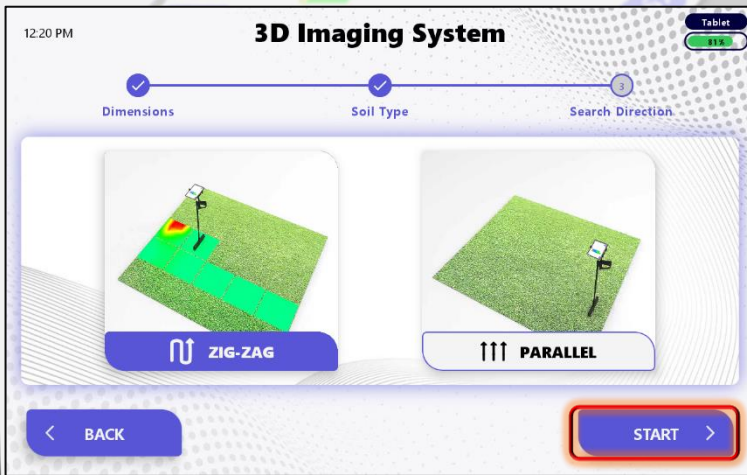 12:20 PM
3D Imaging System
Tablet
81%
Dimensions
Soil Type
3
Search Direction
ZIG-ZAG
PARALLEL
BACK
START